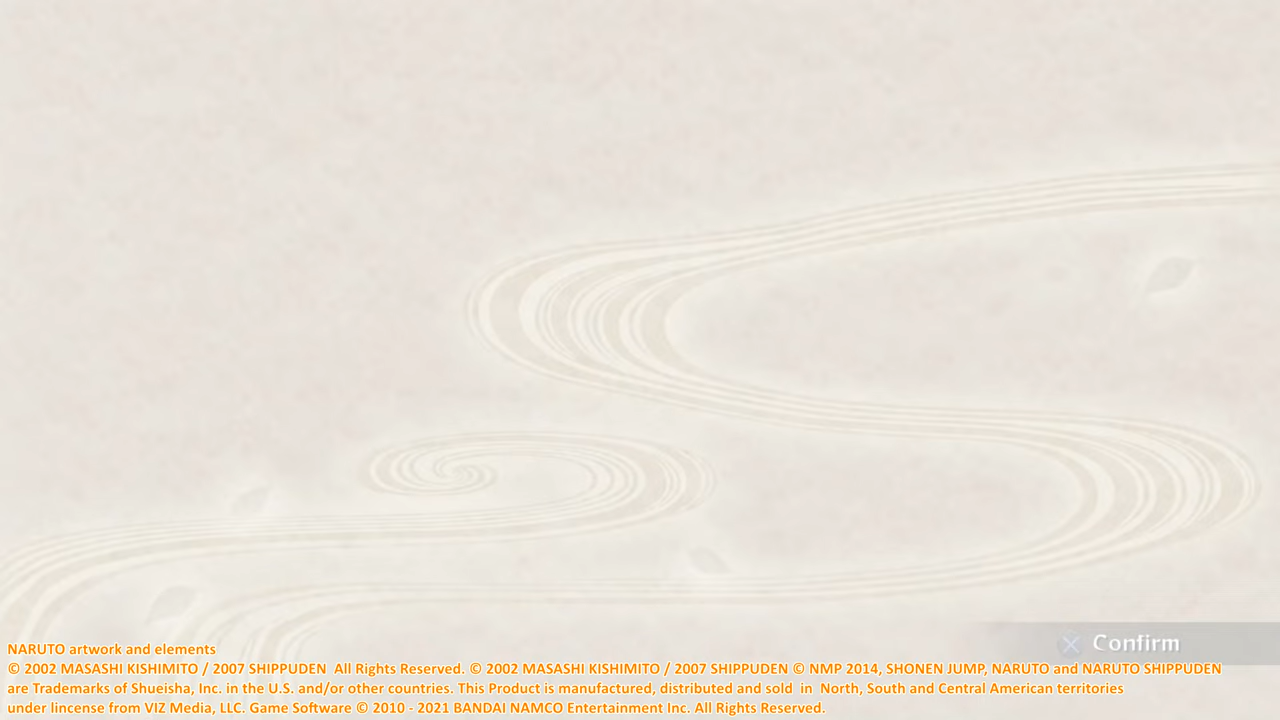 Confirm
NARUTO artwork and elements
© 2002 MASASHI KISHIMITO / 2007 SHIPPUDEN All Rights Reserved. © 2002 MASASHI KISHIMITO / 2007 SHIPPUDEN © NMP 2014, SHONEN JUMP, NARUTO and NARUTO SHIPPUDEN
are Trademarks of Shueisha, Inc. in the U.S. and/or other countries. This Product is manufactured, distributed and sold in North, South and Central American territories
under lincense from VIZ Media, LLC. Game Software © 2010 - 2021 BANDAI NAMCO Entertainment Inc. All Rights Reserved.